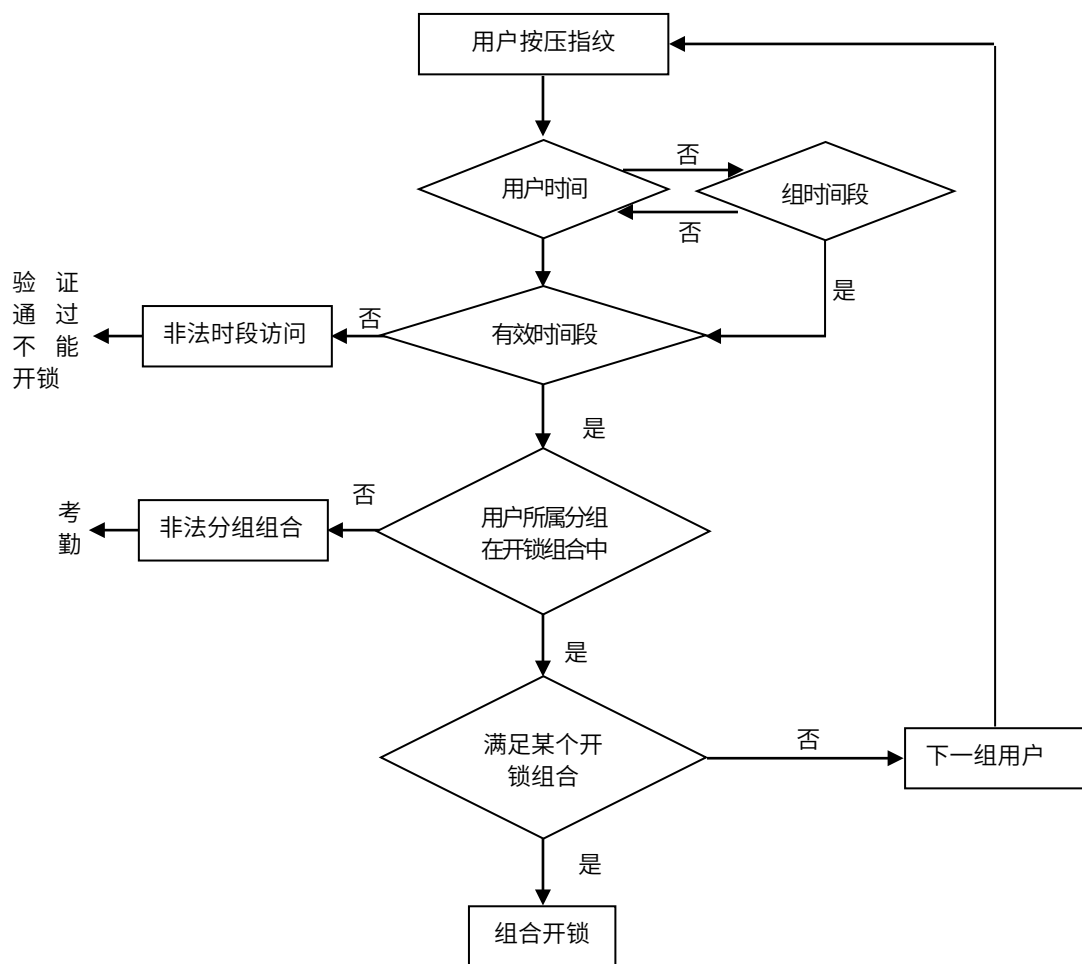 用户按压指纹
否
用户时间
组时间段
否
是
验 证
通 过
不 能
开锁
非法时段访问
否
有效时间段
是
考
勤
非法分组组合
否
用户所属分组
在开锁组合中
是
满足某个开
锁组合
否
下一组用户
是
组合开锁